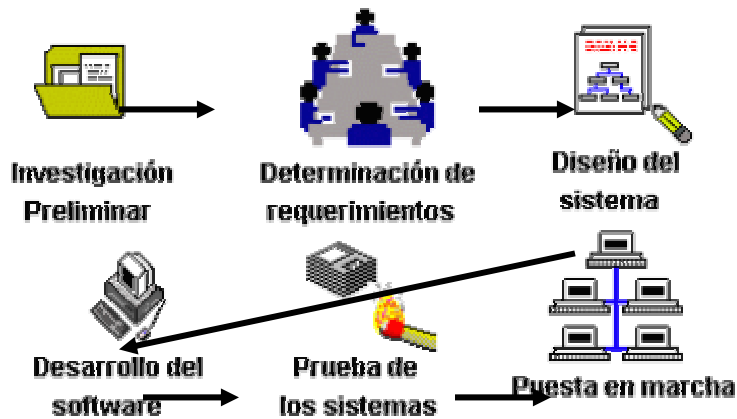 Investigación
Preliminar
Determinación de
requerimientos
Diseño del
sistema
Desarrollo del
software
Prueba de
los sistemas
Puesta en marcha